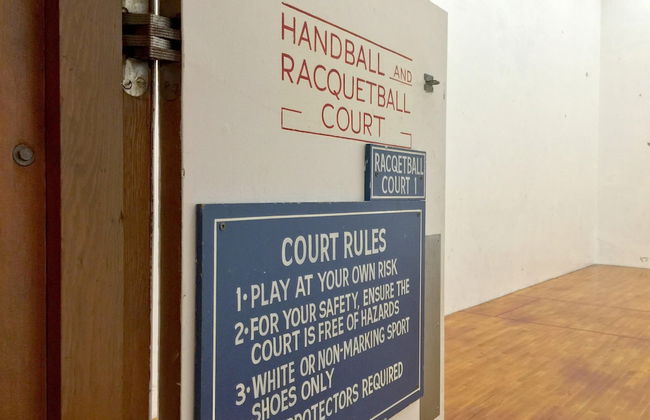 HANDBALL AND
RACQUETBALL
COURT
RACQETBALL
COURT 1
COURT RULES
1• PLAY AT YOUR OWN RISK
2• FOR YOUR SAFETY, ENSURE THE
COURT IS FREE OF HAZARDS
3• WHITE OR NON-MARKING SPORT
SHOES ONLY
PROTECTORS REQUIRED